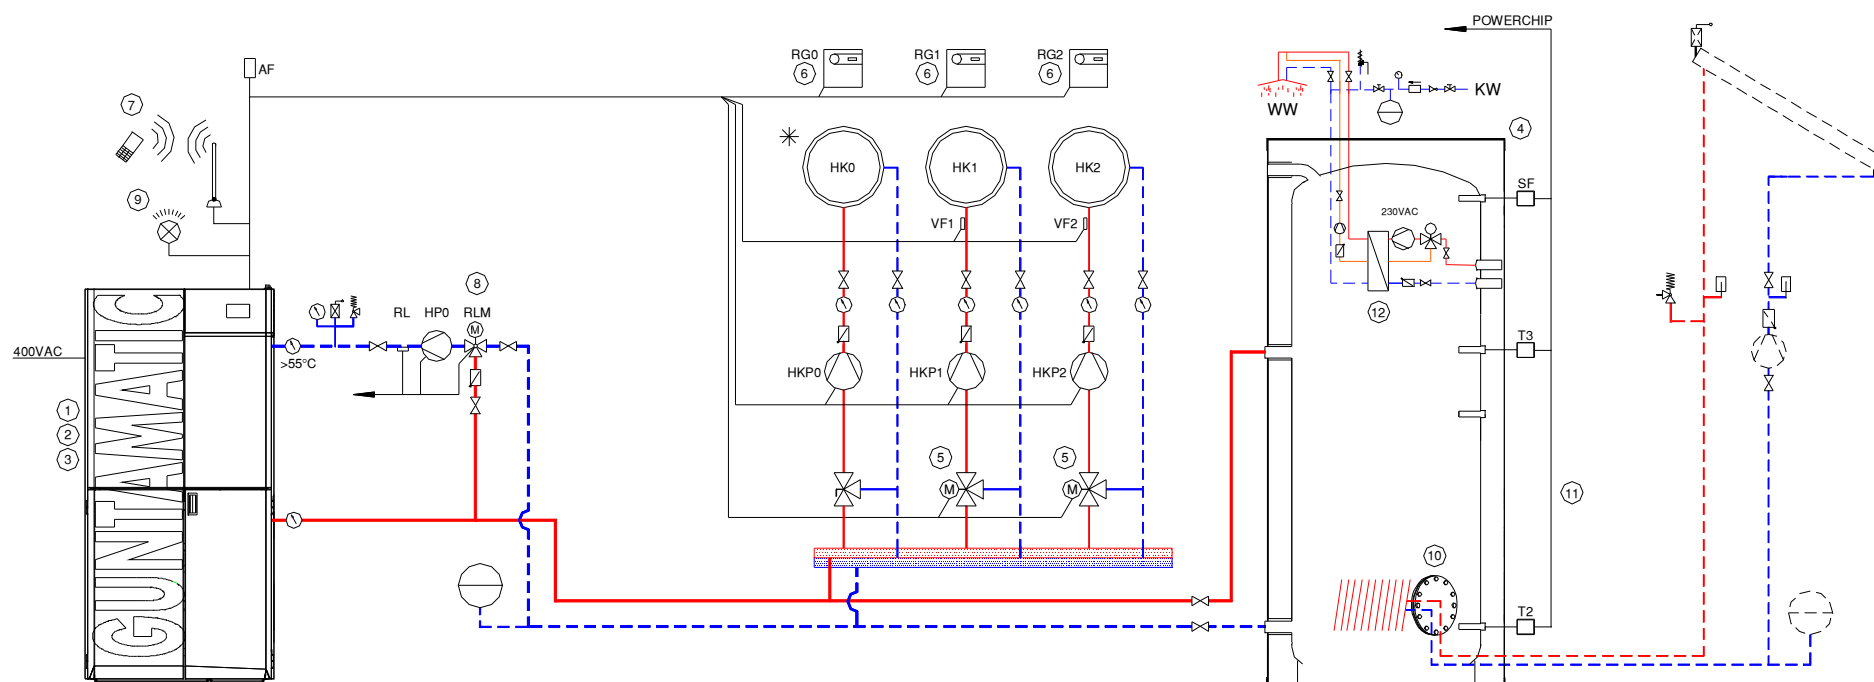 POWERCHIP
AF
RG0
6
RG1
6
RG2
6
7
WW
KW
4
HK0
HK1
HK2
9
SF
VF1
VF2
230VAC
8
12
RL
HP0
RLM
M
T3
400VAC
>55°C
HKP0
HKP1
HKP2
1
2
3
5
5
M
M
11
10
T2
GUNTAMATIC